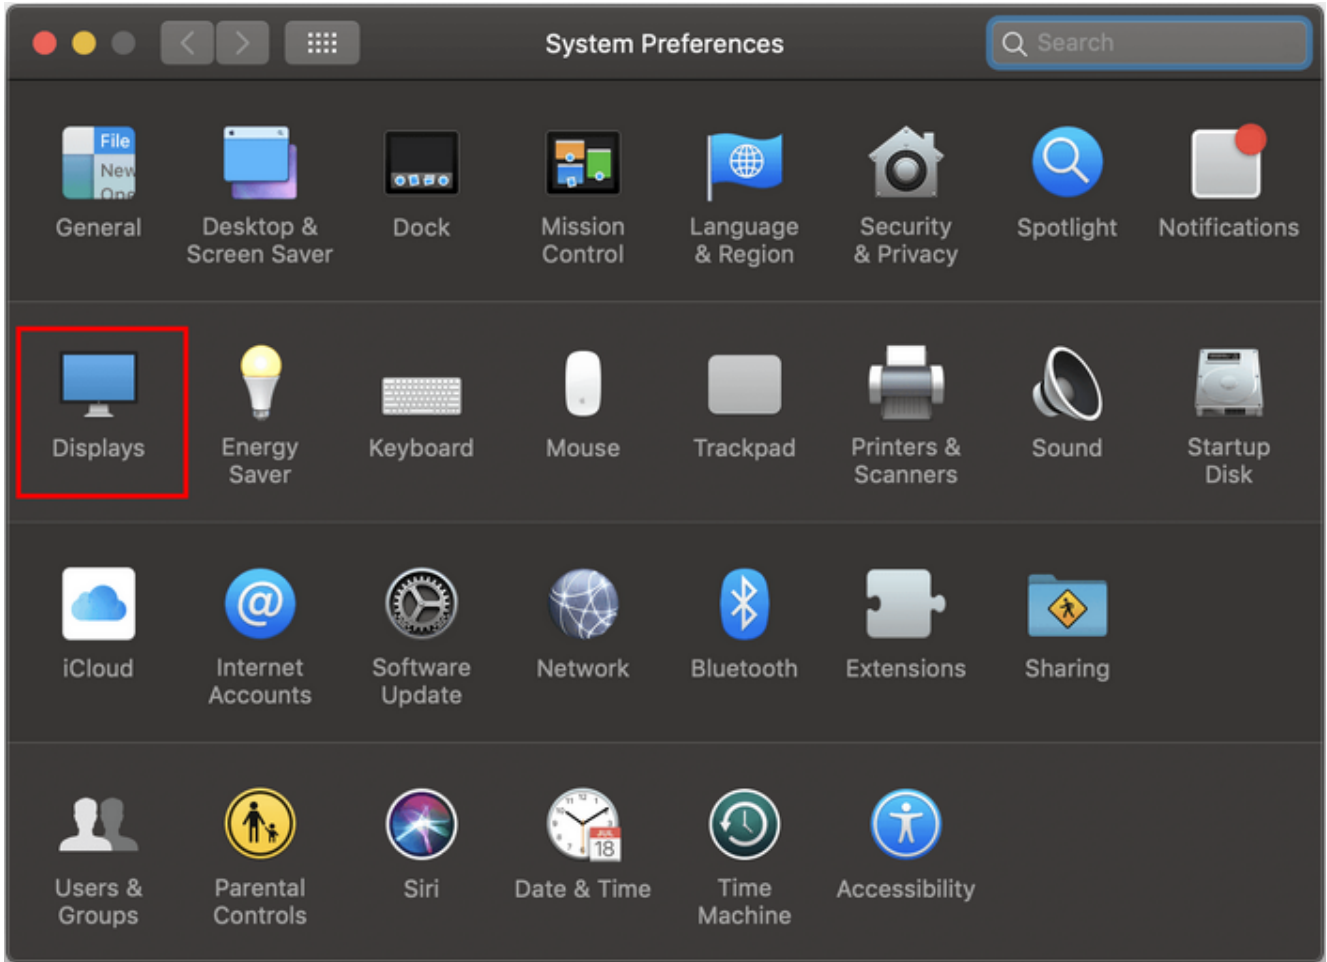 System Preferences
Search
File
New
General
Desktop &
Screen Saver
Dock
Mission
Control
Language
& Region
Security
& Privacy
Spotlight
Notifications
Displays
Energy
Saver
Keyboard
Mouse
Trackpad
Printers &
Scanners
Sound
Startup
Disk
iCloud
@
Internet
Accounts
Software
Update
Network
Bluetooth
Extensions
Sharing
JUL
18
Users &
Groups
Parental
Controls
Siri
Date & Time
Time
Machine
Accessibility